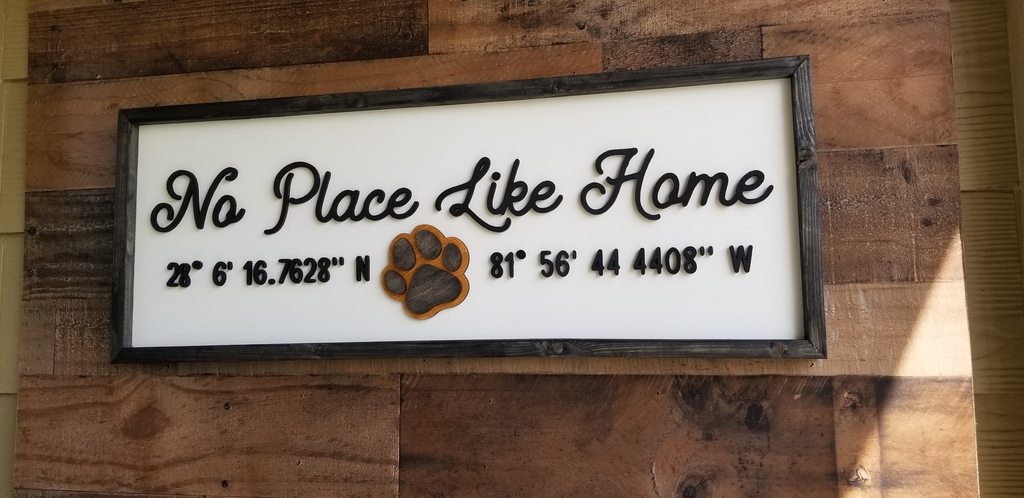 No Place Like Home
28° 6' 16.7628" N 81° 56' 44 4408" W